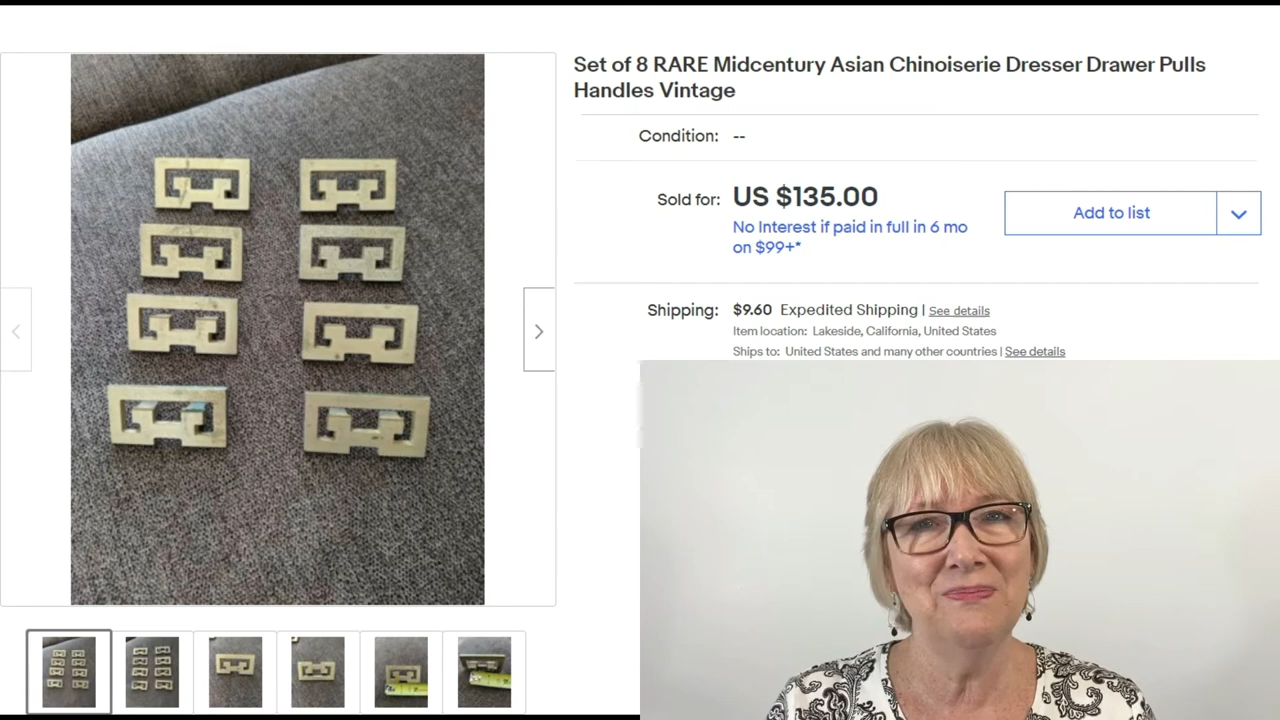 Set of 8 RARE Midcentury Asian Chinoiserie Dresser Drawer Pulls
Handles Vintage
Condition: --
Sold for: US $135.00
Add to list
No Interest if paid in full in 6 mo
on $99+*
Shipping: $9.60 Expedited Shipping | See details
Item location: Lakeside, California, United States
Ships to: United States and many other countries | See details